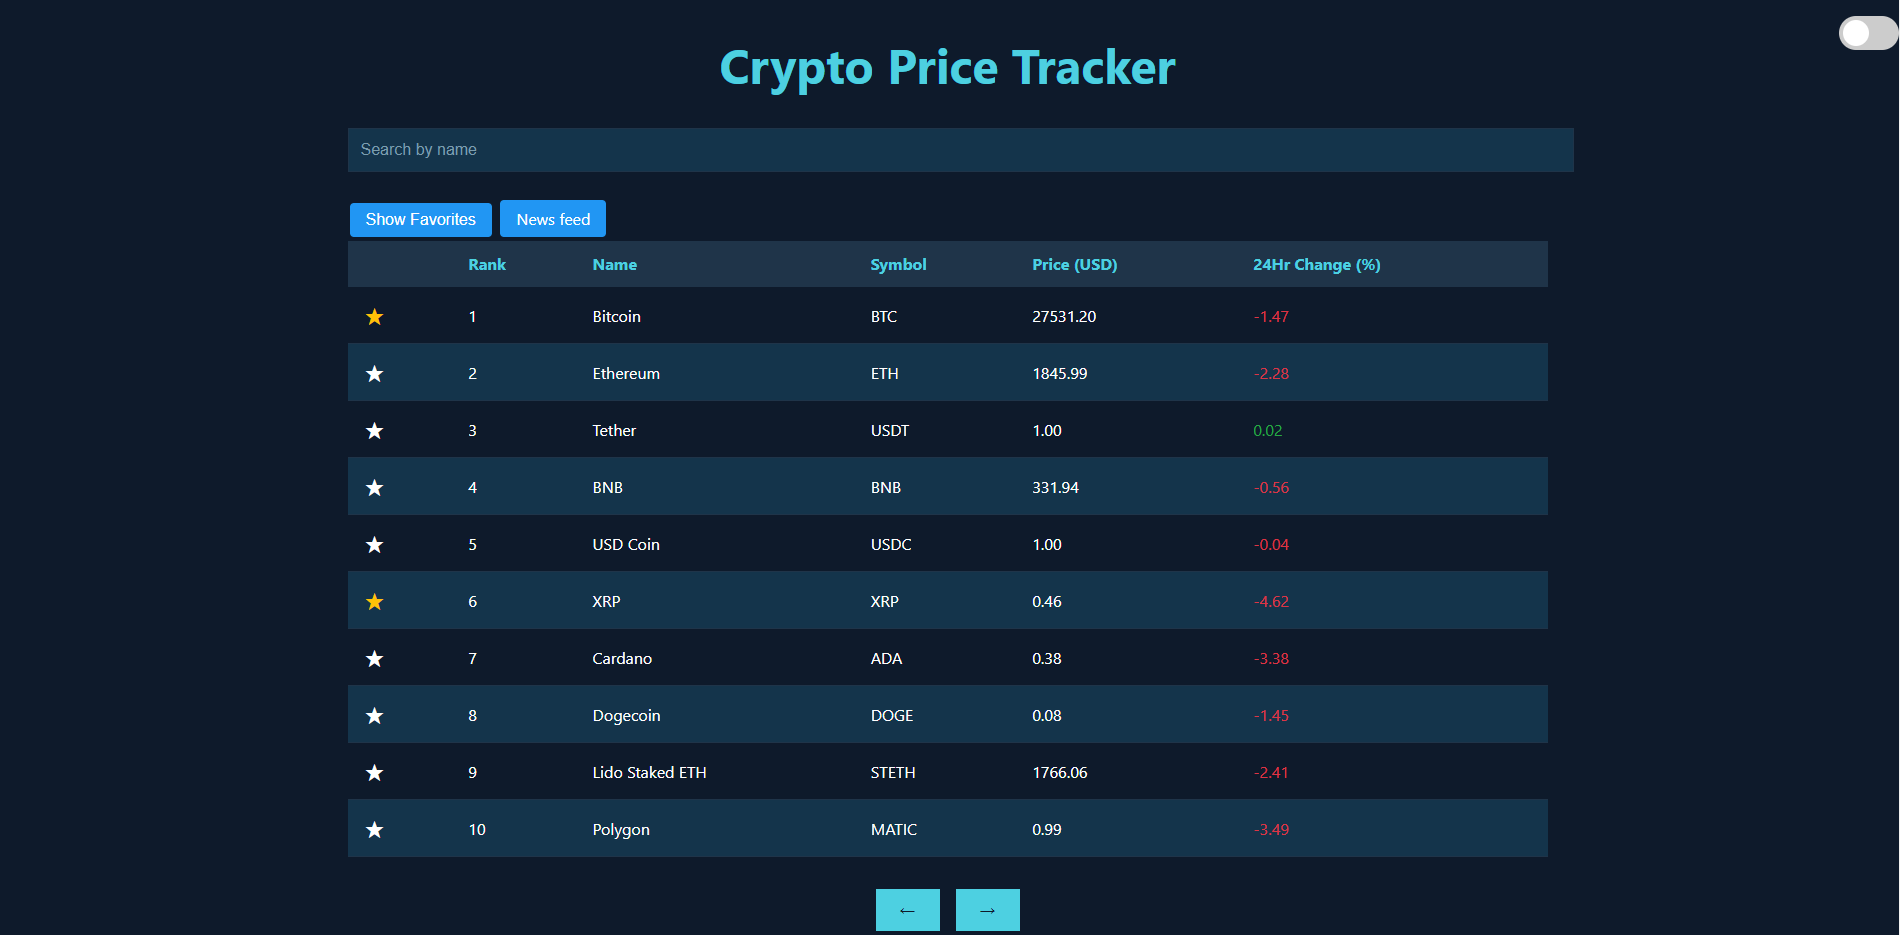 Crypto Price Tracker
Search by name
Show Favorites News feed
Rank Name Symbol Price (USD) 24Hr Change (%)
★ 1 Bitcoin BTC 27531.20 -1.47
★ 2 Ethereum ETH 1845.99 -2.28
★ 3 Tether USDT 1.00 0.02
★ 4 BNB BNB 331.94 -0.56
★ 5 USD Coin USDC 1.00 -0.04
★ 6 XRP XRP 0.46 -4.62
★ 7 Cardano ADA 0.38 -3.38
★ 8 Dogecoin DOGE 0.08 -1.45
★ 9 Lido Staked ETH STETH 1766.06 -2.41
★ 10 Polygon MATIC 0.99 -3.49
← →